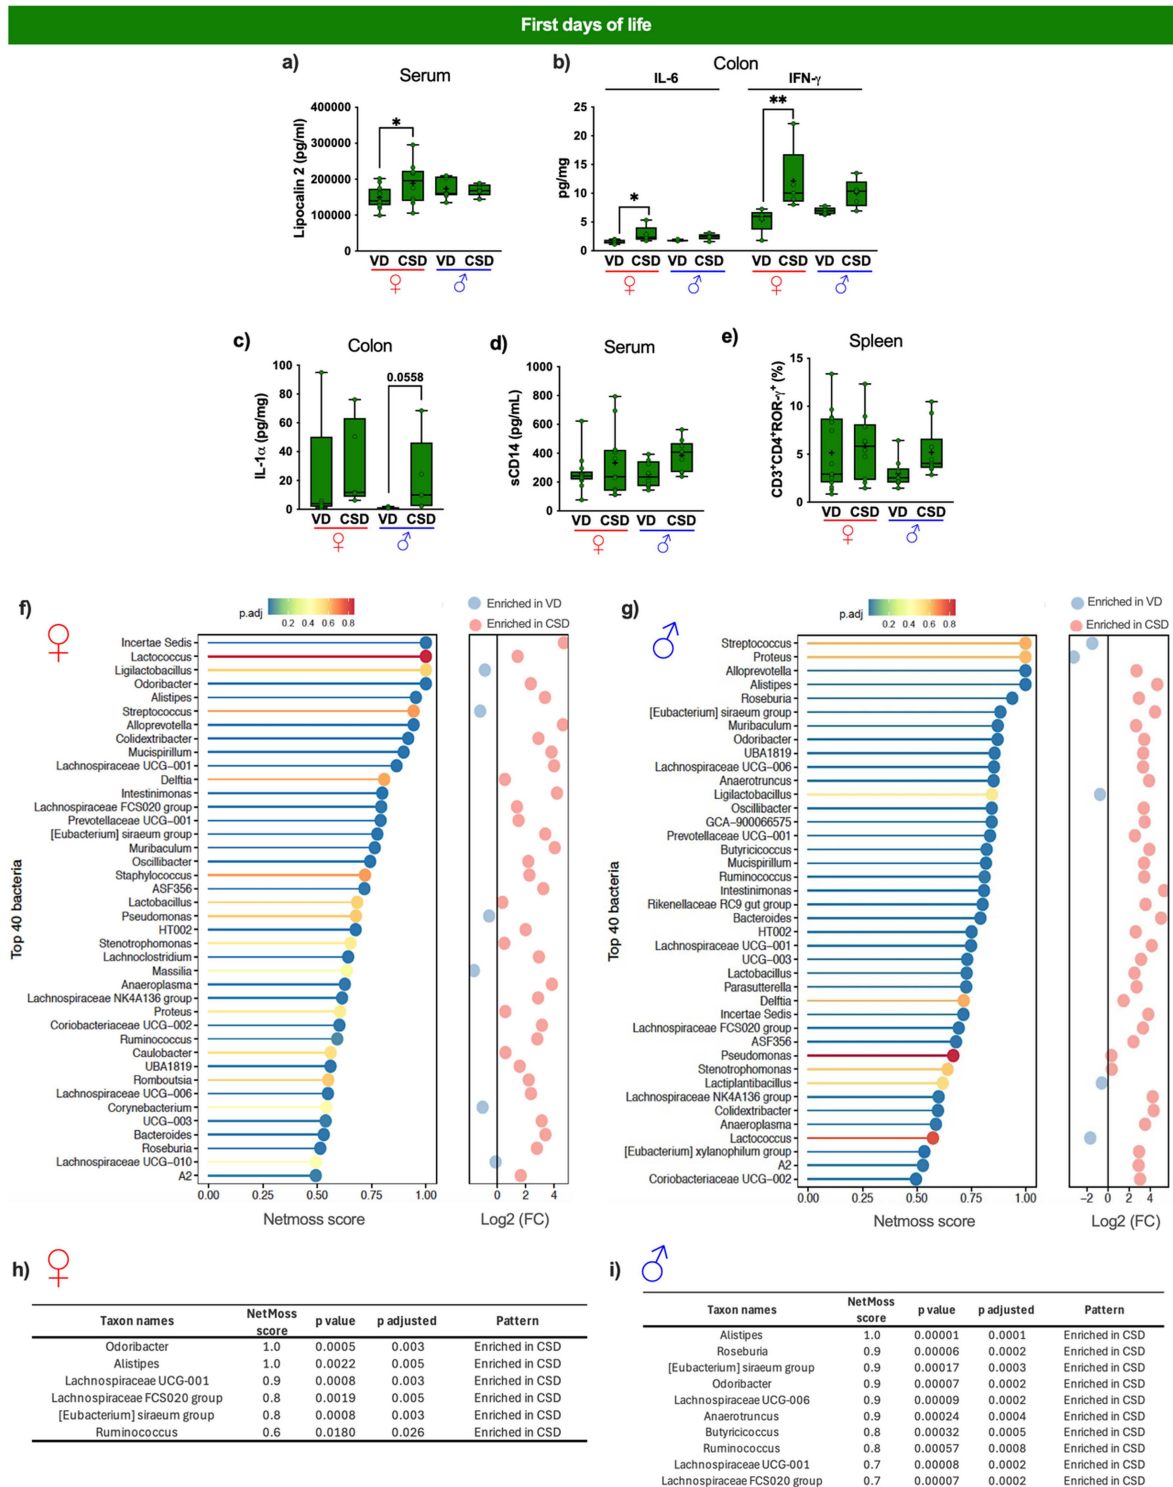 First days of life
a)
Serum
Lipocalin 2 (pg/ml)
400000
300000
200000
100000
0
*
VD CSD VD CSD
♀ ♂
b)
Colon
IL-6 IFN-γ
pg/mg
25
20
15
10
5
0
* **
VD CSD VD CSD VD CSD VD CSD
♀ ♂ ♀ ♂
c)
Colon
IL-1α (pg/mg)
100
80
60
40
20
0
0.0558
VD CSD VD CSD
♀ ♂
d)
Serum
sCD14 (pg/mL)
1000
800
600
400
200
0
VD CSD VD CSD
♀ ♂
e)
Spleen
CD3+CD4+ROR-γ+ (%)
15
10
5
0
VD CSD VD CSD
♀ ♂
f)
♀
p.adj
0.2 0.4 0.6 0.8
Enriched in VD
Enriched in CSD
Top 40 bacteria
Incertae Sedis
Lactococcus
Ligilactobacillus
Odoribacter
Alistipes
Streptococcus
Alloprevotella
Colidextribacter
Mucispirillum
Lachnospiraceae UCG-001
Delftia
Intestinimonas
Lachnospiraceae FCS020 group
Prevotellaceae UCG-001
[Eubacterium] siraeum group
Muribaculum
Oscillibacter
Staphylococcus
ASF356
Lactobacillus
Pseudomonas
HT002
Stenotrophomonas
Lachnoclostridium
Massilia
Anaeroplasma
Lachnospiraceae NK4A136 group
Proteus
Coriobacteriaceae UCG-002
Ruminococcus
Caulobacter
UBA1819
Romboutsia
Lachnospiraceae UCG-006
Corynebacterium
UCG-003
Bacteroides
Roseburia
Lachnospiraceae UCG-010
A2
0.00 0.25 0.50 0.75 1.00
Netmoss score
0 2 4
Log2 (FC)
g)
♂
p.adj
0.2 0.4 0.6 0.8
Enriched in VD
Enriched in CSD
Top 40 bacteria
Streptococcus
Proteus
Alloprevotella
Alistipes
Roseburia
[Eubacterium] siraeum group
Muribaculum
Odoribacter
UBA1819
Lachnospiraceae UCG-006
Anaerotruncus
Ligilactobacillus
Oscillibacter
GCA-900066575
Prevotellaceae UCG-001
Butyricicoccus
Mucispirillum
Ruminococcus
Intestinimonas
Rikenellaceae RC9 gut group
Bacteroides
HT002
Lachnospiraceae UCG-001
UCG-003
Lactobacillus
Parasutterella
Delftia
Incertae Sedis
Lachnospiraceae FCS020 group
ASF356
Pseudomonas
Stenotrophomonas
Lactiplantibacillus
Lachnospiraceae NK4A136 group
Colidextribacter
Anaeroplasma
Lactococcus
[Eubacterium] xylanophilum group
A2
Coriobacteriaceae UCG-002
0.00 0.25 0.50 0.75 1.00
Netmoss score
−2 0 2 4
Log2 (FC)
h)
♀
Taxon names NetMoss score p value p adjusted Pattern
Odoribacter 1.0 0.0005 0.003 Enriched in CSD
Alistipes 1.0 0.0022 0.005 Enriched in CSD
Lachnospiraceae UCG-001 0.9 0.0008 0.003 Enriched in CSD
Lachnospiraceae FCS020 group 0.8 0.0019 0.005 Enriched in CSD
[Eubacterium] siraeum group 0.8 0.0008 0.003 Enriched in CSD
Ruminococcus 0.6 0.0180 0.026 Enriched in CSD
i)
♂
Taxon names NetMoss score p value p adjusted Pattern
Alistipes 1.0 0.00001 0.0001 Enriched in CSD
Roseburia 0.9 0.00006 0.0002 Enriched in CSD
[Eubacterium] siraeum group 0.9 0.00017 0.0003 Enriched in CSD
Odoribacter 0.9 0.00007 0.0002 Enriched in CSD
Lachnospiraceae UCG-006 0.9 0.00009 0.0002 Enriched in CSD
Anaerotruncus 0.9 0.00024 0.0004 Enriched in CSD
Butyricicoccus 0.8 0.00032 0.0005 Enriched in CSD
Ruminococcus 0.8 0.00057 0.0008 Enriched in CSD
Lachnospiraceae UCG-001 0.7 0.00008 0.0002 Enriched in CSD
Lachnospiraceae FCS020 group 0.7 0.00007 0.0002 Enriched in CSD